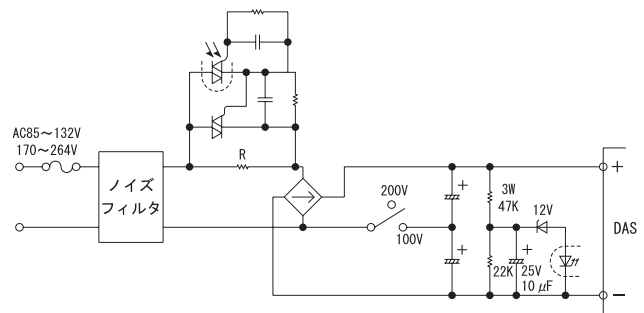 AC85～132V
170～264V
ノイズ
フィルタ
R
200V
100V
+
+
3W
47K
22K
12V
+
25V
10 μF
+
DAS
−